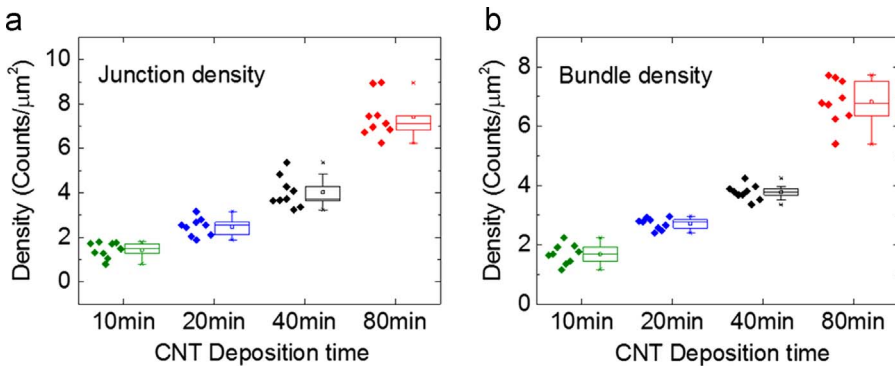 a
Junction density
Density (Counts/μm²)
10
8
6
4
2
0
10min 20min 40min 80min
CNT Deposition time
b
Bundle density
Density (Counts/μm²)
8
6
4
2
0
10min 20min 40min 80min
CNT Deposition time